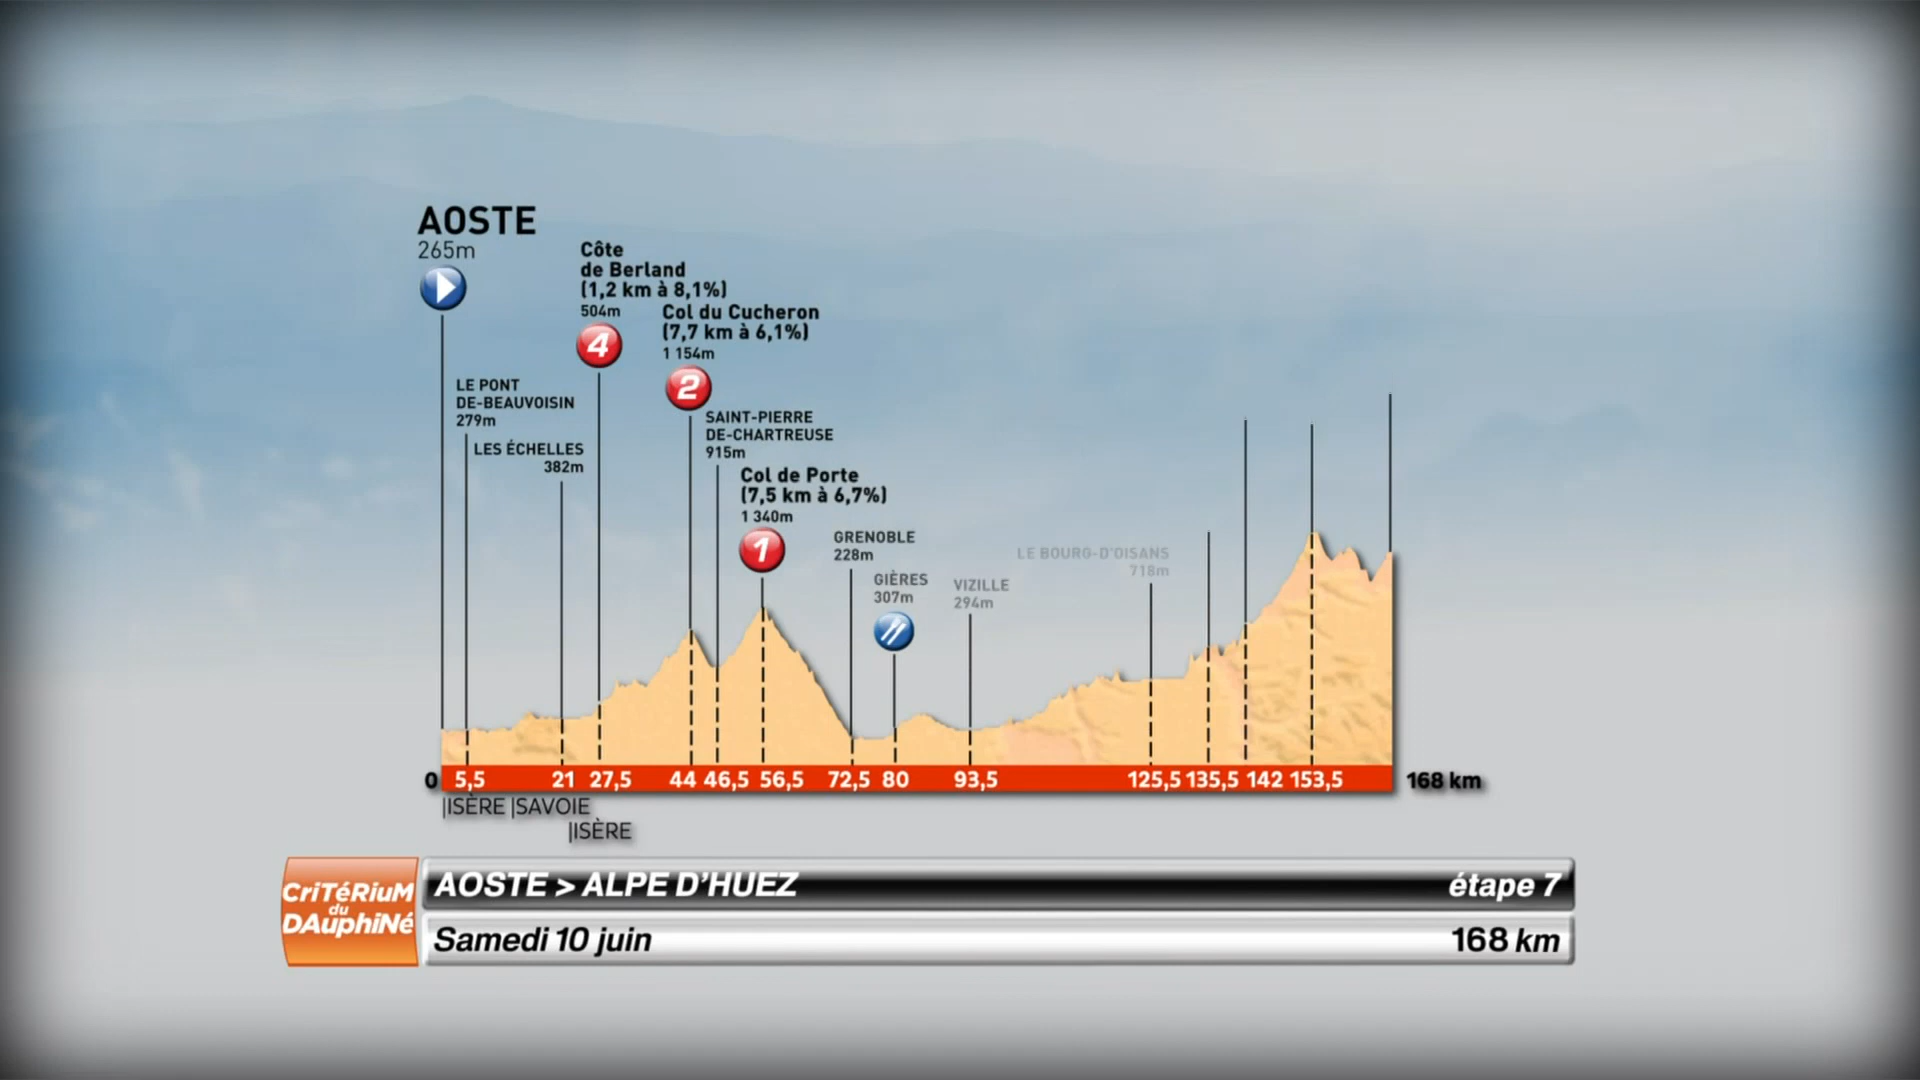 AOSTE
265m
Côte
de Berland
(1,2 km à 8,1%)
504m
4
Col du Cucheron
(7,7 km à 6,1%)
1 154m
2
LE PONT
DE-BEAUVOISIN
279m
LES ÉCHELLES
382m
SAINT-PIERRE
DE-CHARTREUSE
915m
Col de Porte
(7,5 km à 6,7%)
1 340m
1
GRENOBLE
228m
GIÈRES
307m
VIZILLE
294m
LE BOURG-D'OISANS
718m
0 5,5 21 27,5 44 46,5 56,5 72,5 80 93,5 125,5 135,5 142 153,5 168 km
|ISÈRE |SAVOIE
|ISÈRE
CriTéRiuM
du
DAuphiNé
AOSTE > ALPE D'HUEZ étape 7
Samedi 10 juin 168 km